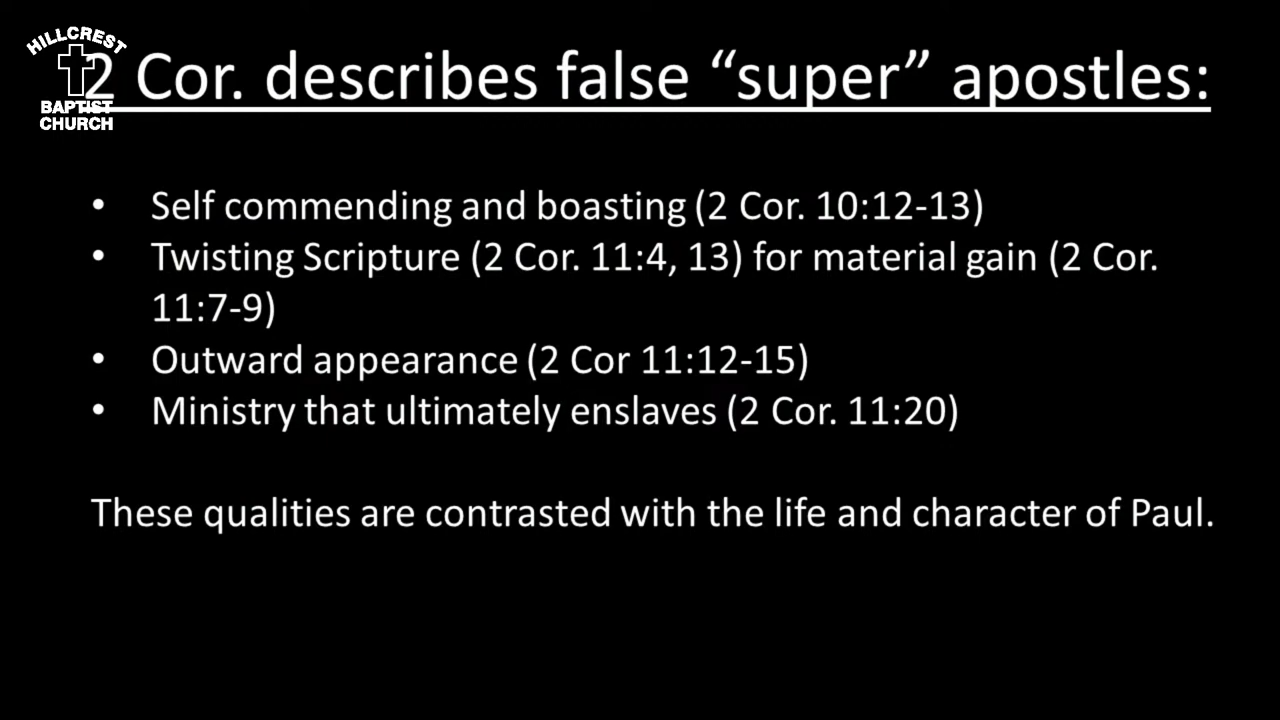 HILLCREST
BAPTIST
CHURCH
2 Cor. describes false “super” apostles:
• Self commending and boasting (2 Cor. 10:12-13)
• Twisting Scripture (2 Cor. 11:4, 13) for material gain (2 Cor.
11:7-9)
• Outward appearance (2 Cor 11:12-15)
• Ministry that ultimately enslaves (2 Cor. 11:20)
These qualities are contrasted with the life and character of Paul.